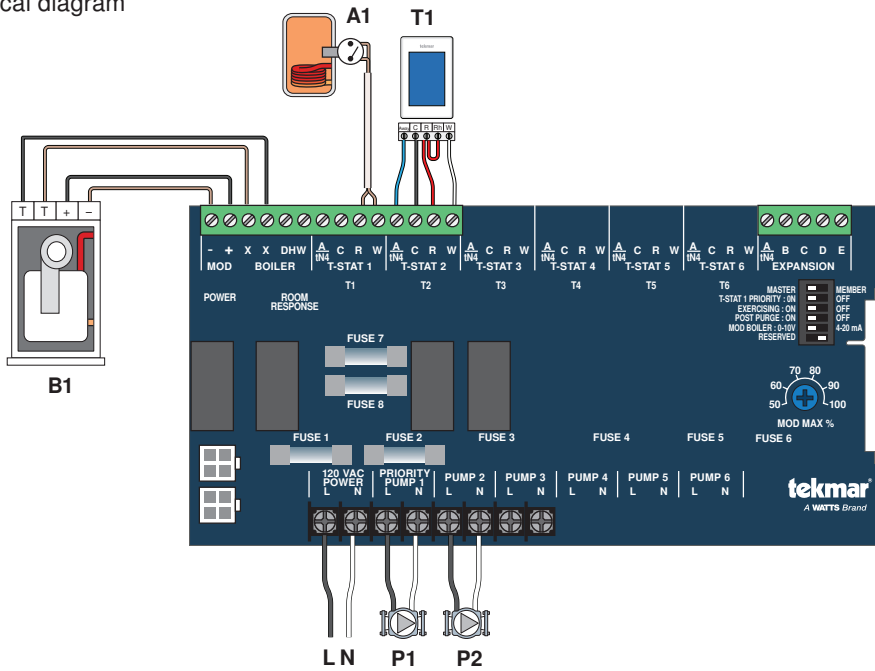 cal diagram
A1 T1
tekmar
C R Rh W
T T + −
B1
- + X X DHW A/tN4 C R W A/tN4 C R W A/tN4 C R W A/tN4 C R W A/tN4 C R W A/tN4 C R W A/tN4 B C D E
MOD BOILER T-STAT 1 T-STAT 2 T-STAT 3 T-STAT 4 T-STAT 5 T-STAT 6 EXPANSION
T1 T2 T3 T4 T5 T6
POWER
ROOM
RESPONSE
MASTER MEMBER
T-STAT 1 PRIORITY : 0N OFF
EXERCISING : ON OFF
POST PURGE : ON OFF
MOD BOILER : 0-10V 4-20 mA
RESERVED
FUSE 7
FUSE 8
70 80
60 90
50 100
MOD MAX %
FUSE 1 FUSE 2 FUSE 3 FUSE 4 FUSE 5 FUSE 6
120 VAC
POWER
L N
PRIORITY
PUMP 1
L N
PUMP 2
L N
PUMP 3
L N
PUMP 4
L N
PUMP 5
L N
PUMP 6
L N
tekmar®
A WATTS Brand
L N P1 P2